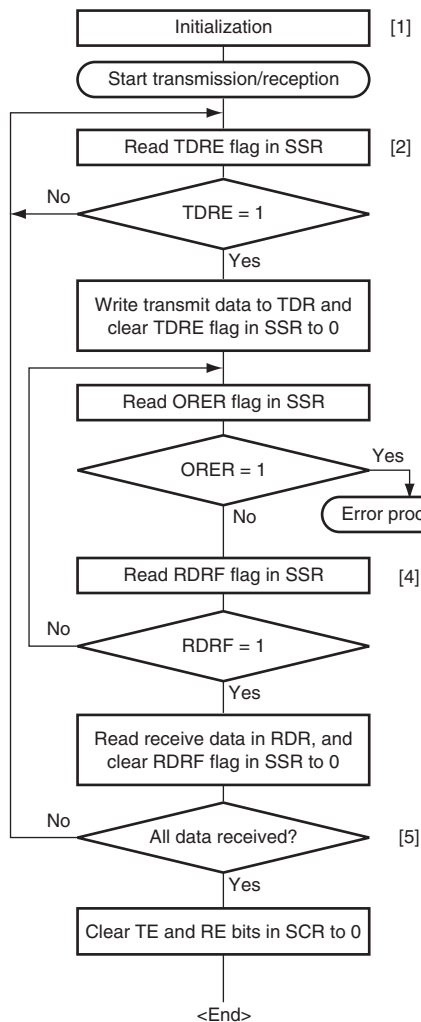 Initialization [1]
Start transmission/reception
Read TDRE flag in SSR [2]
No
TDRE = 1
Yes
Write transmit data to TDR and
clear TDRE flag in SSR to 0
Read ORER flag in SSR
Yes
ORER = 1
No
Error proc
Read RDRF flag in SSR [4]
No
RDRF = 1
Yes
Read receive data in RDR, and
clear RDRF flag in SSR to 0
No
All data received? [5]
Yes
Clear TE and RE bits in SCR to 0
<End>